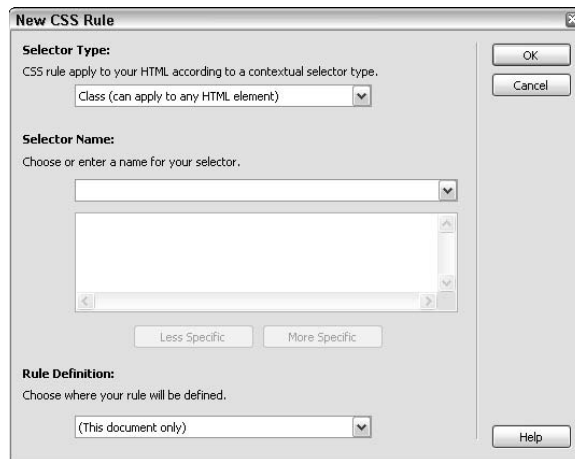 New CSS Rule
Selector Type:
CSS rule apply to your HTML according to a contextual selector type.
Class (can apply to any HTML element)
Selector Name:
Choose or enter a name for your selector.
Less Specific
More Specific
Rule Definition:
Choose where your rule will be defined.
(This document only)
OK
Cancel
Help